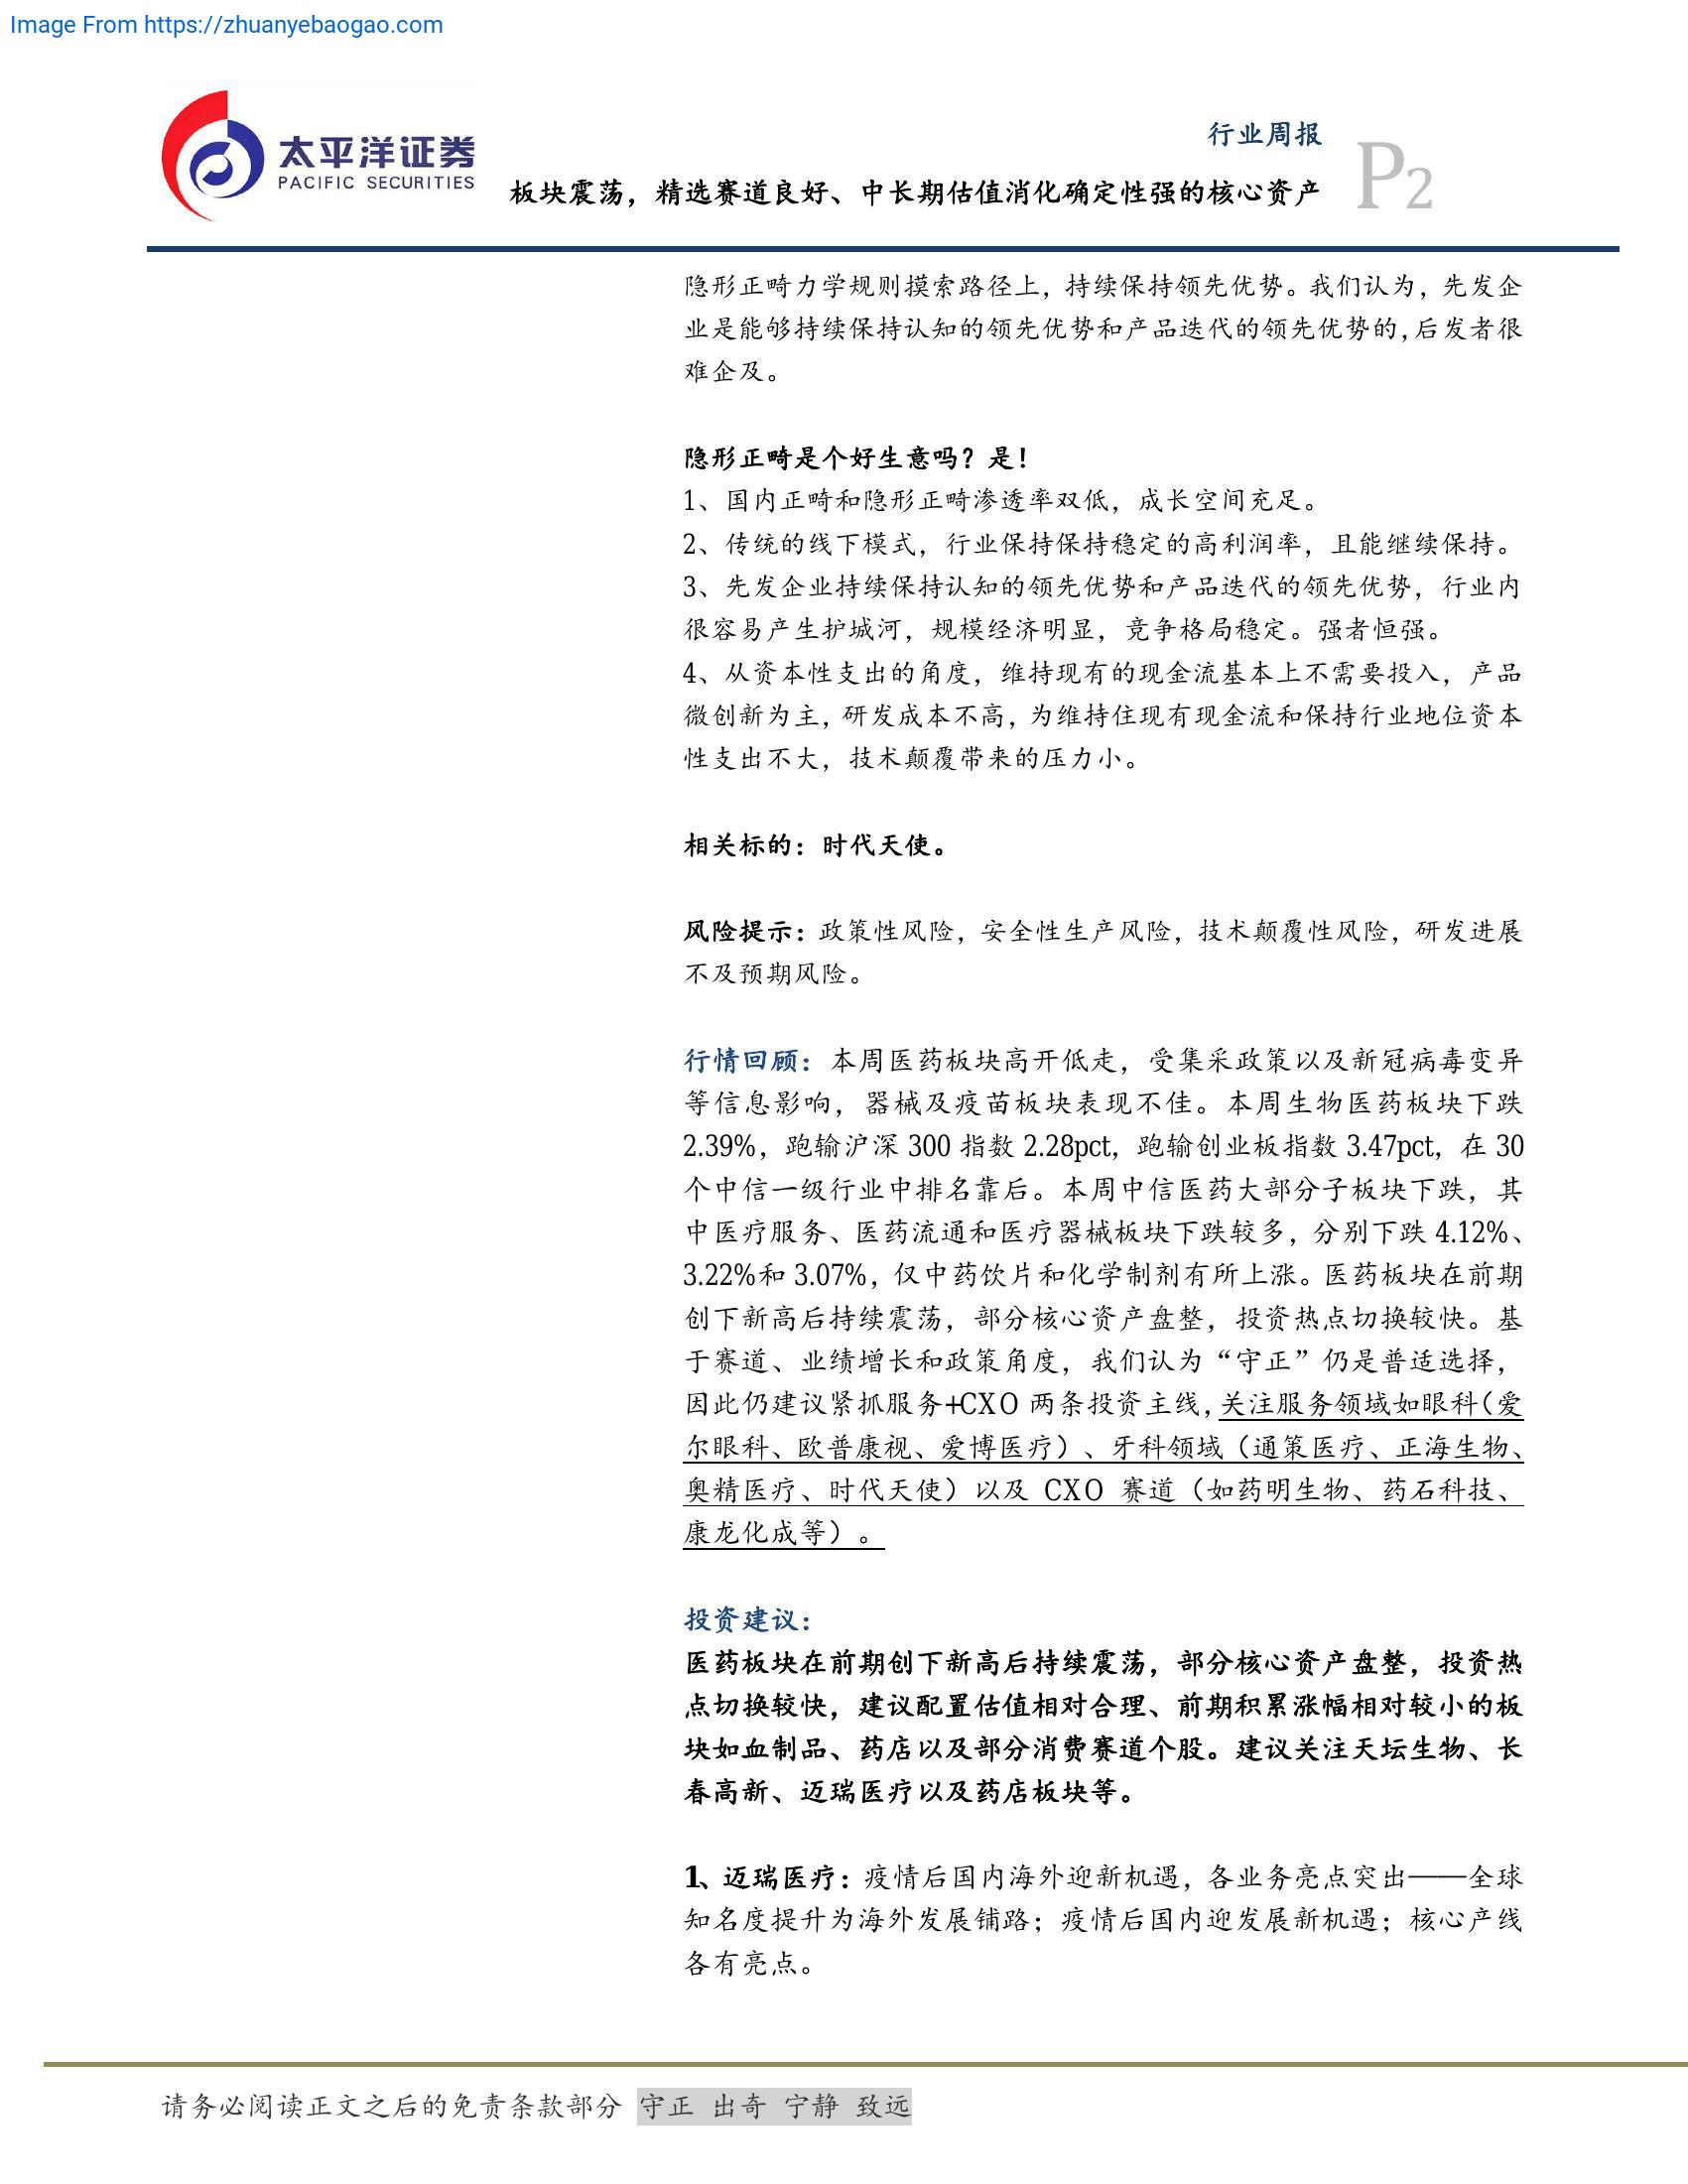 Image From https://zhuanyebaogao.com
太平洋证券
PACIFIC SECURITIES
行业周报
板块震荡，精选赛道良好、中长期估值消化确定性强的核心资产
P2
隐形正畸力学规则摸索路径上，持续保持领先优势。我们认为，先发企
业是能够持续保持认知的领先优势和产品迭代的领先优势的，后发者很
难企及。
隐形正畸是个好生意吗？是！
1、国内正畸和隐形正畸渗透率双低，成长空间充足。
2、传统的线下模式，行业保持保持稳定的高利润率，且能继续保持。
3、先发企业持续保持认知的领先优势和产品迭代的领先优势，行业内
很容易产生护城河，规模经济明显，竞争格局稳定。强者恒强。
4、从资本性支出的角度，维持现有的现金流基本上不需要投入，产品
微创新为主，研发成本不高，为维持住现有现金流和保持行业地位资本
性支出不大，技术颠覆带来的压力小。
相关标的：时代天使。
风险提示：政策性风险，安全性生产风险，技术颠覆性风险，研发进展
不及预期风险。
行情回顾：本周医药板块高开低走，受集采政策以及新冠病毒变异
等信息影响，器械及疫苗板块表现不佳。本周生物医药板块下跌
2.39%，跑输沪深 300 指数 2.28pct，跑输创业板指数 3.47pct，在 30
个中信一级行业中排名靠后。本周中信医药大部分子板块下跌，其
中医疗服务、医药流通和医疗器械板块下跌较多，分别下跌 4.12%、
3.22%和 3.07%，仅中药饮片和化学制剂有所上涨。医药板块在前期
创下新高后持续震荡，部分核心资产盘整，投资热点切换较快。基
于赛道、业绩增长和政策角度，我们认为“守正”仍是普适选择，
因此仍建议紧抓服务+CXO 两条投资主线，关注服务领域如眼科（爱
尔眼科、欧普康视、爱博医疗）、牙科领域（通策医疗、正海生物、
奥精医疗、时代天使）以及 CXO 赛道（如药明生物、药石科技、
康龙化成等）。
投资建议：
医药板块在前期创下新高后持续震荡，部分核心资产盘整，投资热
点切换较快，建议配置估值相对合理、前期积累涨幅相对较小的板
块如血制品、药店以及部分消费赛道个股。建议关注天坛生物、长
春高新、迈瑞医疗以及药店板块等。
1、迈瑞医疗：疫情后国内海外迎新机遇，各业务亮点突出——全球
知名度提升为海外发展铺路；疫情后国内迎发展新机遇；核心产线
各有亮点。
请务必阅读正文之后的免责条款部分 守正 出奇 宁静 致远